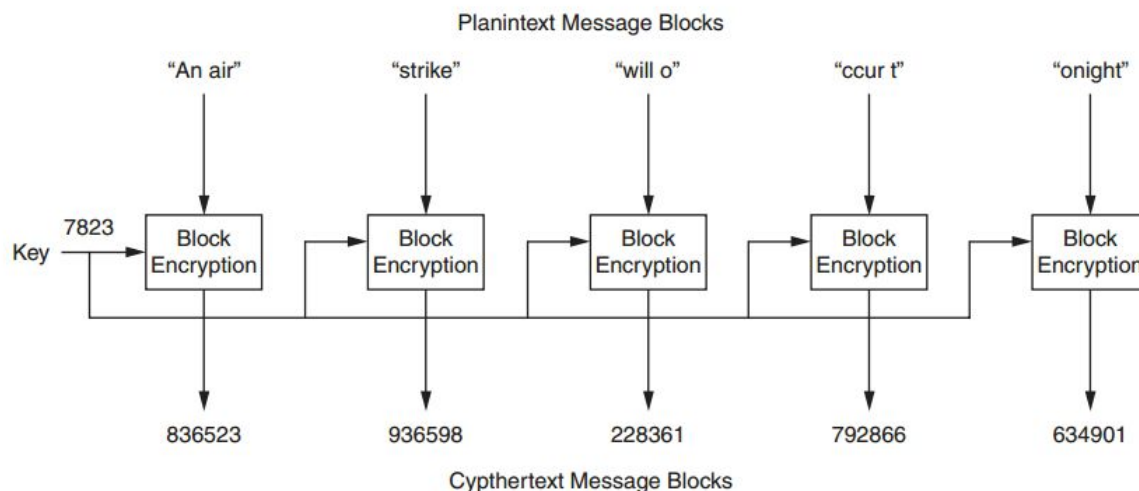 Planintext Message Blocks
“An air” “strike” “will o” “ccur t” “onight”
7823
Key
Block Encryption
Block Encryption
Block Encryption
Block Encryption
Block Encryption
836523 936598 228361 792866 634901
Cypthertext Message Blocks